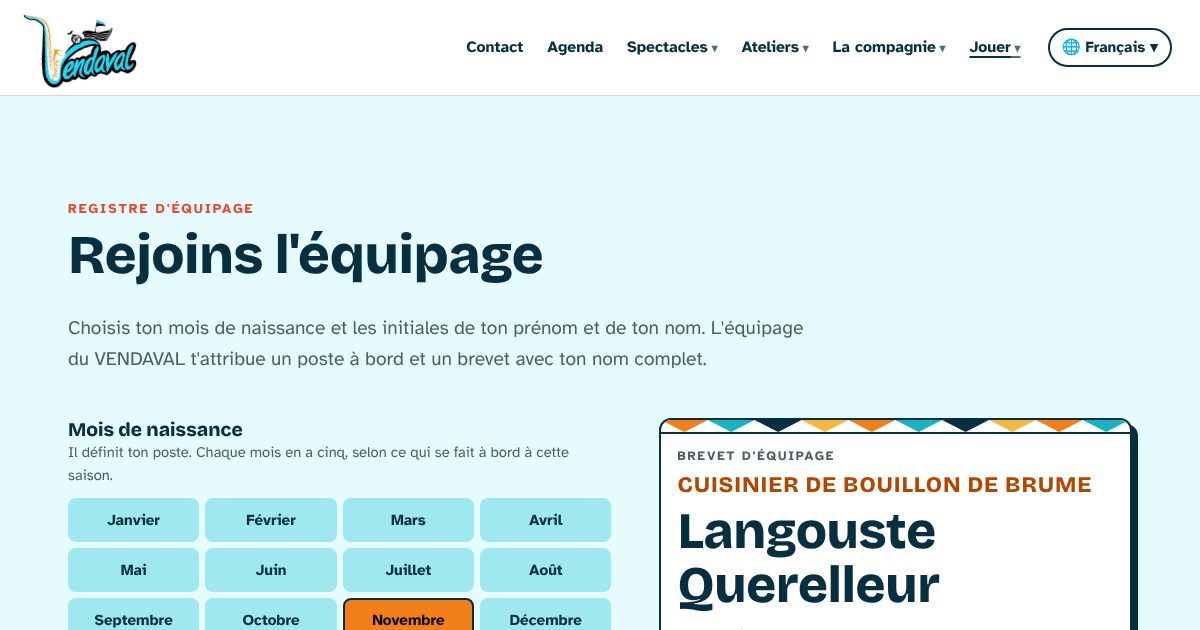 Vendaval
Contact
Agenda
Spectacles ▾
Ateliers ▾
La compagnie ▾
Jouer ▾
🌐 Français ▾
REGISTRE D'ÉQUIPAGE
Rejoins l'équipage
Choisis ton mois de naissance et les initiales de ton prénom et de ton nom. L'équipage
du VENDAVAL t'attribue un poste à bord et un brevet avec ton nom complet.
Mois de naissance
Il définit ton poste. Chaque mois en a cinq, selon ce qui se fait à bord à cette
saison.
Janvier
Février
Mars
Avril
Mai
Juin
Juillet
Août
Septembre
Octobre
Novembre
Décembre
BREVET D'ÉQUIPAGE
CUISINIER DE BOUILLON DE BRUME
Langouste
Querelleur